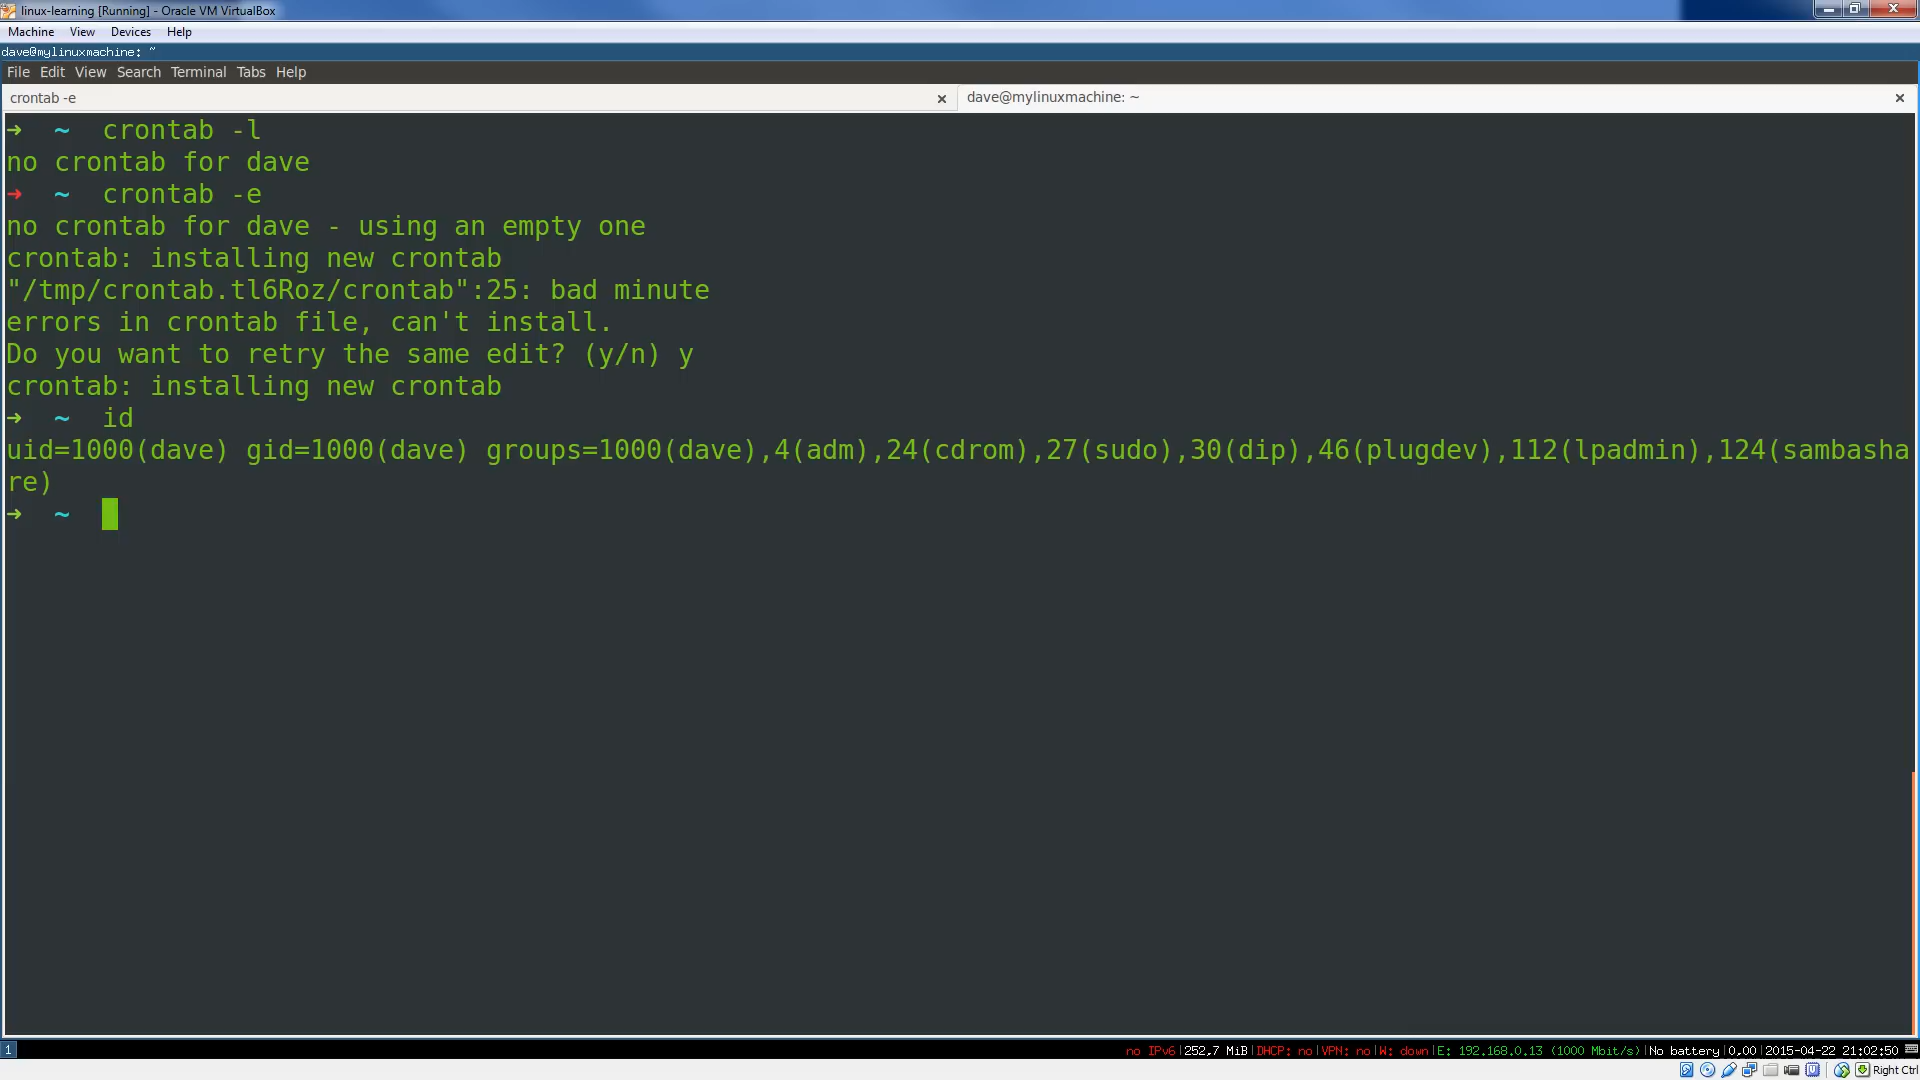 linux-learning [Running] - Oracle VM VirtualBox
Machine View Devices Help
dave@mylinuxmachine: ~
File Edit View Search Terminal Tabs Help
crontab -e × dave@mylinuxmachine: ~ ×
➜ ~ crontab -l
no crontab for dave
➜ ~ crontab -e
no crontab for dave - using an empty one
crontab: installing new crontab
"/tmp/crontab.tl6Roz/crontab":25: bad minute
errors in crontab file, can't install.
Do you want to retry the same edit? (y/n) y
crontab: installing new crontab
➜ ~ id
uid=1000(dave) gid=1000(dave) groups=1000(dave),4(adm),24(cdrom),27(sudo),30(dip),46(plugdev),112(lpadmin),124(sambasha
re)
➜ ~
1 no IPv6|252,7 MiB|DHCP: no|VPN: no|W: down|E: 192.168.0.13 (1000 Mbit/s)|No battery|0,00|2015-04-22 21:02:50
Right Ctrl